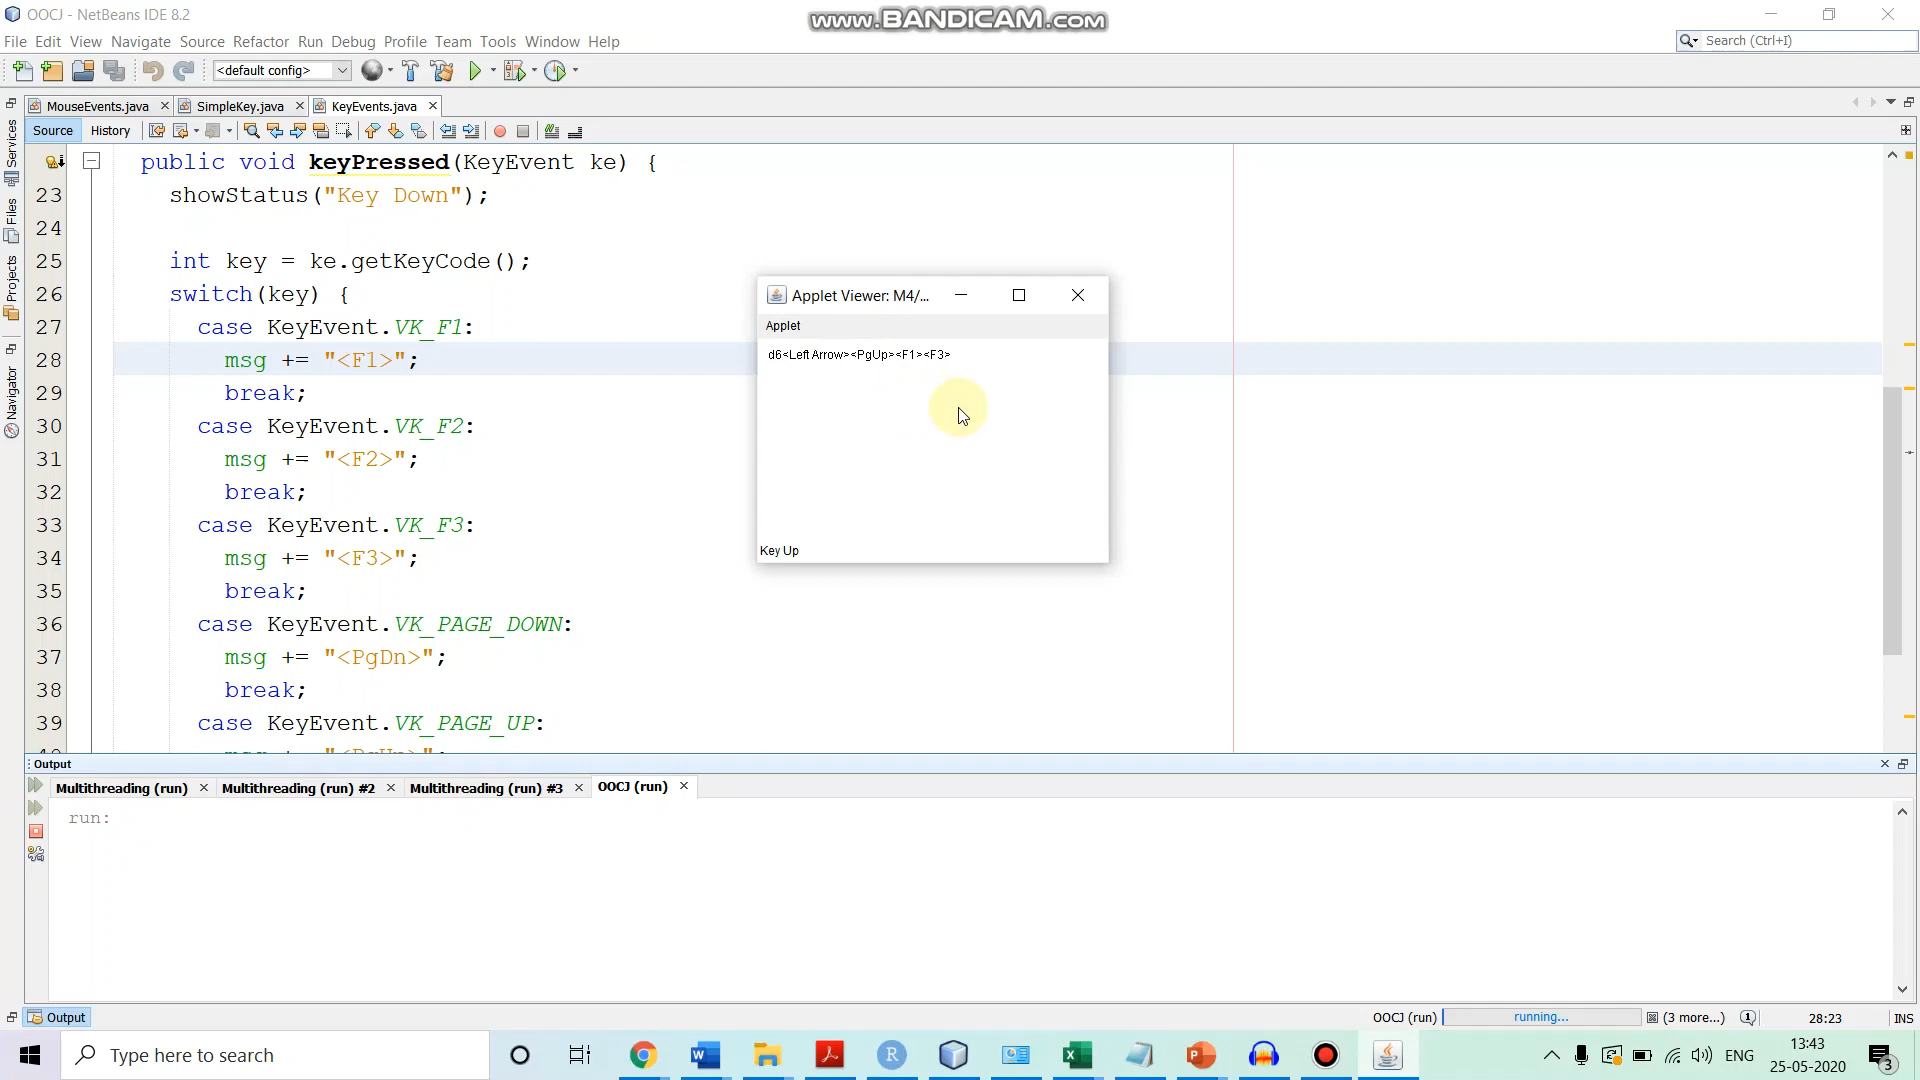 OOCJ - NetBeans IDE 8.2
www.BANDICAM.com
File Edit View Navigate Source Refactor Run Debug Profile Team Tools Window Help
Search (Ctrl+I)
<default config>
MouseEvents.java
SimpleKey.java
KeyEvents.java
Source History
Services
Files
Projects
Navigator
public void keyPressed(KeyEvent ke) {
23 showStatus("Key Down");
24
25 int key = ke.getKeyCode();
26 switch(key) {
27 case KeyEvent.VK_F1:
28 msg += "<F1>";
29 break;
30 case KeyEvent.VK_F2:
31 msg += "<F2>";
32 break;
33 case KeyEvent.VK_F3:
34 msg += "<F3>";
35 break;
36 case KeyEvent.VK_PAGE_DOWN:
37 msg += "<PgDn>";
38 break;
39 case KeyEvent.VK_PAGE_UP:
Applet Viewer: M4/...
Applet
d6<Left Arrow><PgUp><F1><F3>
Key Up
Output
Multithreading (run)
Multithreading (run) #2
Multithreading (run) #3
OOCJ (run)
run:
Output
OOCJ (run)
running...
(3 more...)
28:23
INS
Type here to search
ENG
13:43
25-05-2020
3